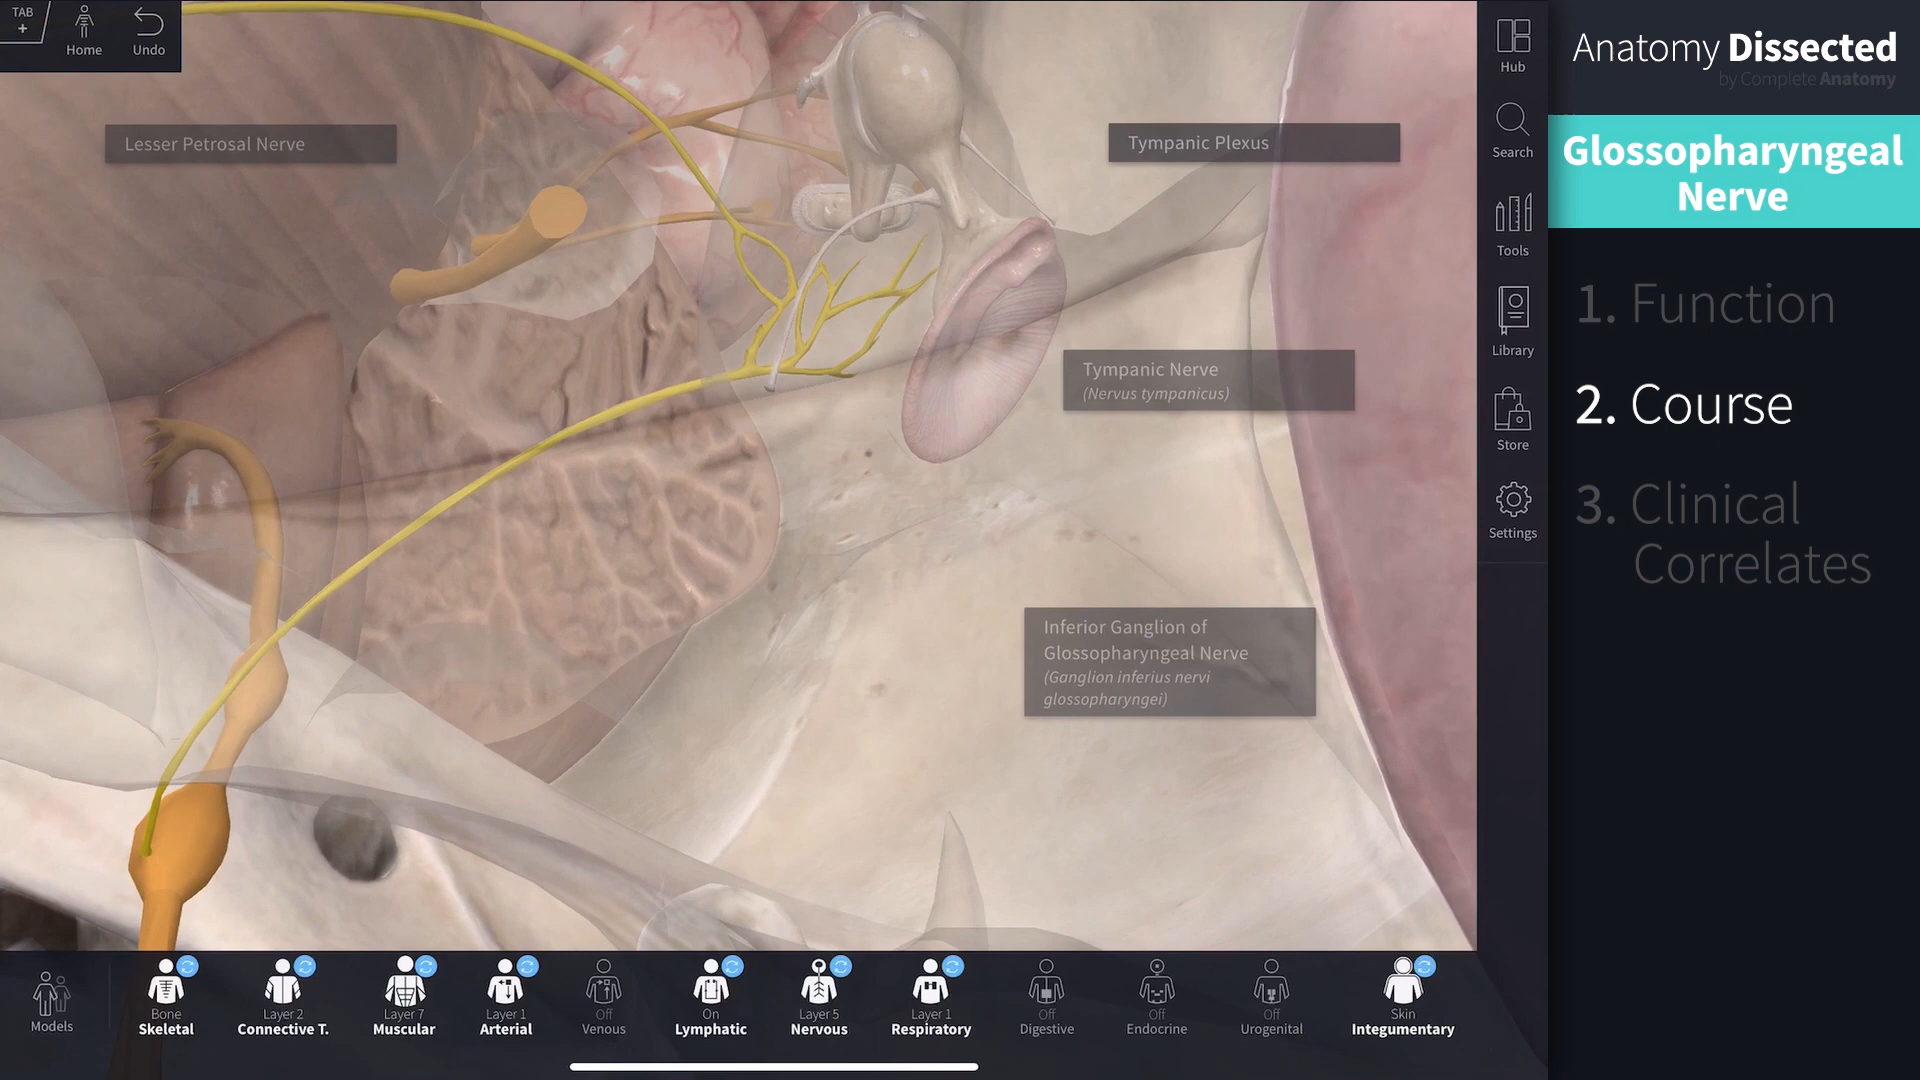 TAB
+
Home
Undo
Lesser Petrosal Nerve
Tympanic Plexus
Tympanic Nerve
(Nervus tympanicus)
Inferior Ganglion of
Glossopharyngeal Nerve
(Ganglion inferius nervi
glossopharyngei)
Hub
Search
Tools
Library
Store
Settings
Anatomy Dissected
by Complete Anatomy
Glossopharyngeal
Nerve
1. Function
2. Course
3. Clinical
Correlates
Models
Bone
Skeletal
Layer 2
Connective T.
Layer 7
Muscular
Layer 1
Arterial
Off
Venous
On
Lymphatic
Layer 5
Nervous
Layer 1
Respiratory
Off
Digestive
Off
Endocrine
Off
Urogenital
Skin
Integumentary